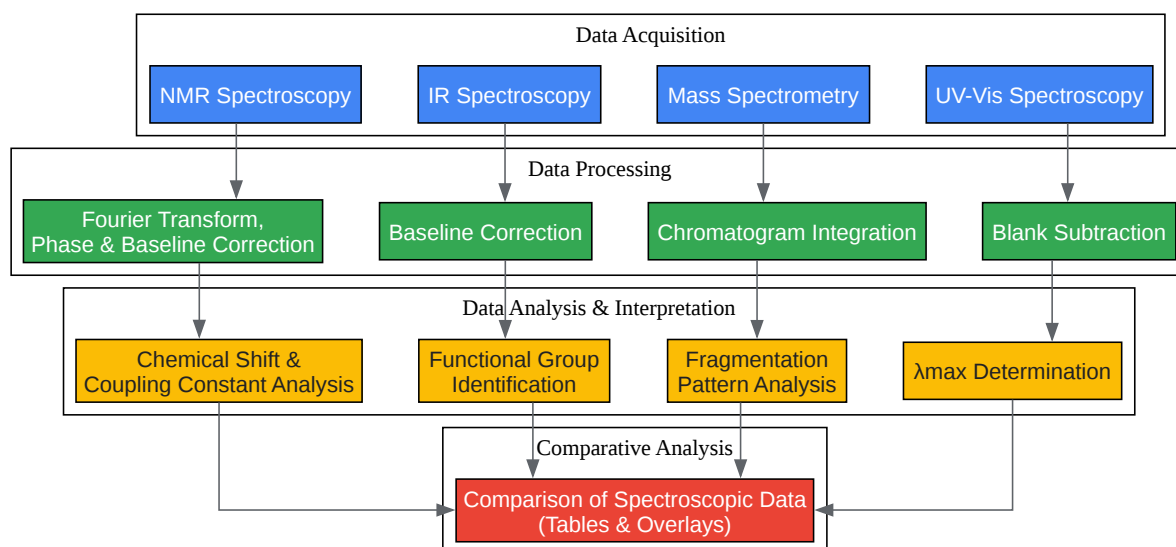 Data Acquisition
NMR Spectroscopy
IR Spectroscopy
Mass Spectrometry
UV-Vis Spectroscopy
Data Processing
Fourier Transform,
Phase & Baseline Correction
Baseline Correction
Chromatogram Integration
Blank Subtraction
Data Analysis & Interpretation
Chemical Shift &
Coupling Constant Analysis
Functional Group
Identification
Fragmentation
Pattern Analysis
λmax Determination
Comparative Analysis
Comparison of Spectroscopic Data
(Tables & Overlays)